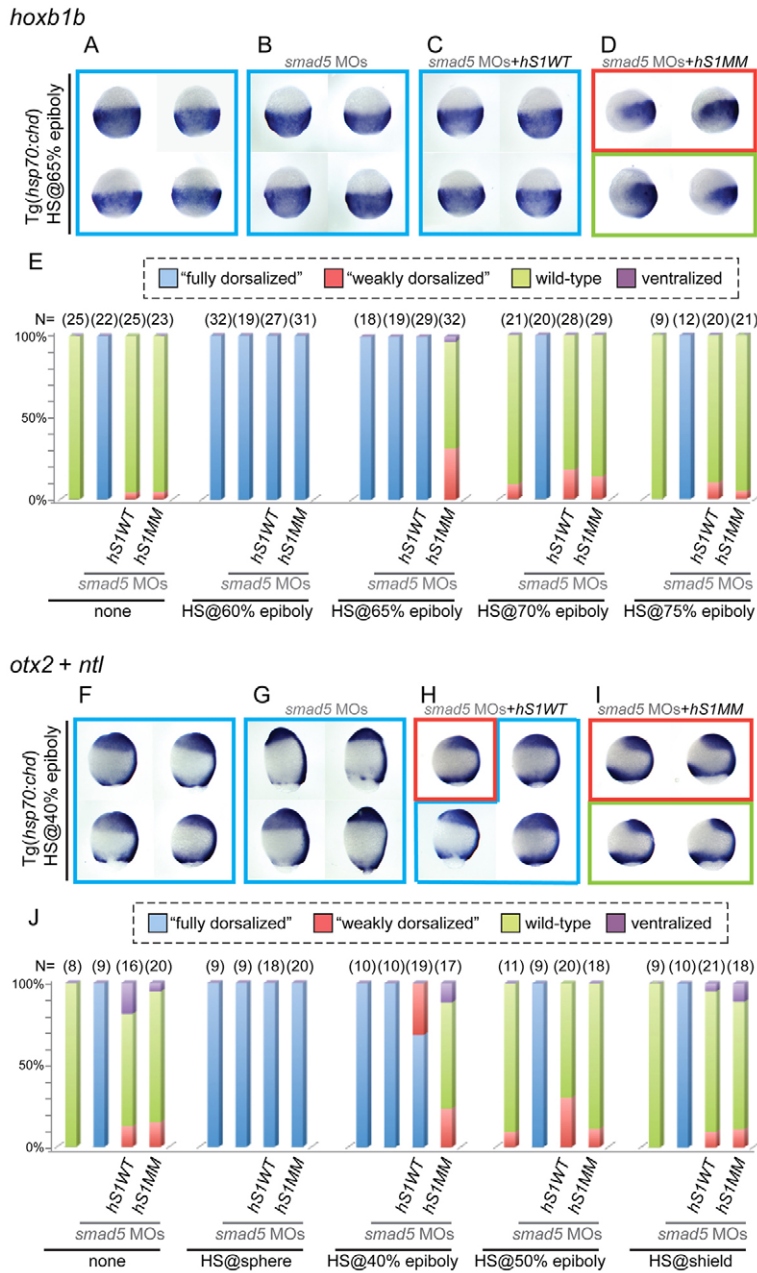 hoxb1b
A B C D
smad5 MOs smad5 MOs+hS1WT smad5 MOs+hS1MM
Tg(hsp70:chd)
HS@65% epiboly
E
“fully dorsalized” “weakly dorsalized” wild-type ventralized
N= (25) (22) (25) (23) (32) (19) (27) (31) (18) (19) (29) (32) (21) (20) (28) (29) (9) (12) (20) (21)
100%
50%
0%
hS1WT hS1MM hS1WT hS1MM hS1WT hS1MM hS1WT hS1MM hS1WT hS1MM
smad5 MOs smad5 MOs smad5 MOs smad5 MOs smad5 MOs
none HS@60% epiboly HS@65% epiboly HS@70% epiboly HS@75% epiboly
otx2 + ntl
F G H I
smad5 MOs smad5 MOs+hS1WT smad5 MOs+hS1MM
Tg(hsp70:chd)
HS@40% epiboly
J
“fully dorsalized” “weakly dorsalized” wild-type ventralized
N= (8) (9) (16) (20) (9) (9) (18) (20) (10) (10) (19) (17) (11) (9) (20) (18) (9) (10) (21) (18)
100%
50%
0%
hS1WT hS1MM hS1WT hS1MM hS1WT hS1MM hS1WT hS1MM hS1WT hS1MM
smad5 MOs smad5 MOs smad5 MOs smad5 MOs smad5 MOs
none HS@sphere HS@40% epiboly HS@50% epiboly HS@shield